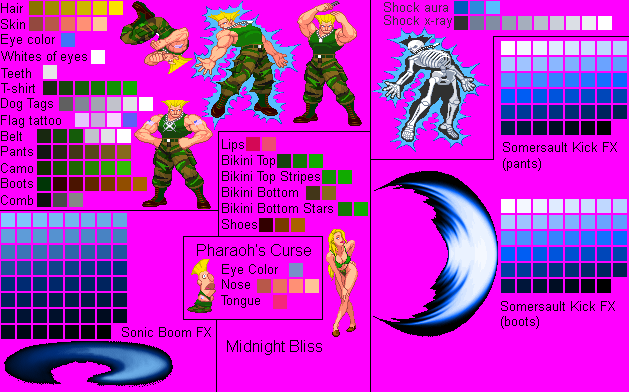 Hair
Skin
Eye color
Whites of eyes
Teeth
T-shirt
Dog Tags
Flag tattoo
Belt
Pants
Camo
Boots
Comb
Shock aura
Shock x-ray
Lips
Bikini Top
Bikini Top Stripes
Bikini Bottom
Bikini Bottom Stars
Shoes
Somersault Kick FX
(pants)
Pharaoh's Curse
Eye Color
Nose
Tongue
Midnight Bliss
Sonic Boom FX
Somersault Kick FX
(boots)